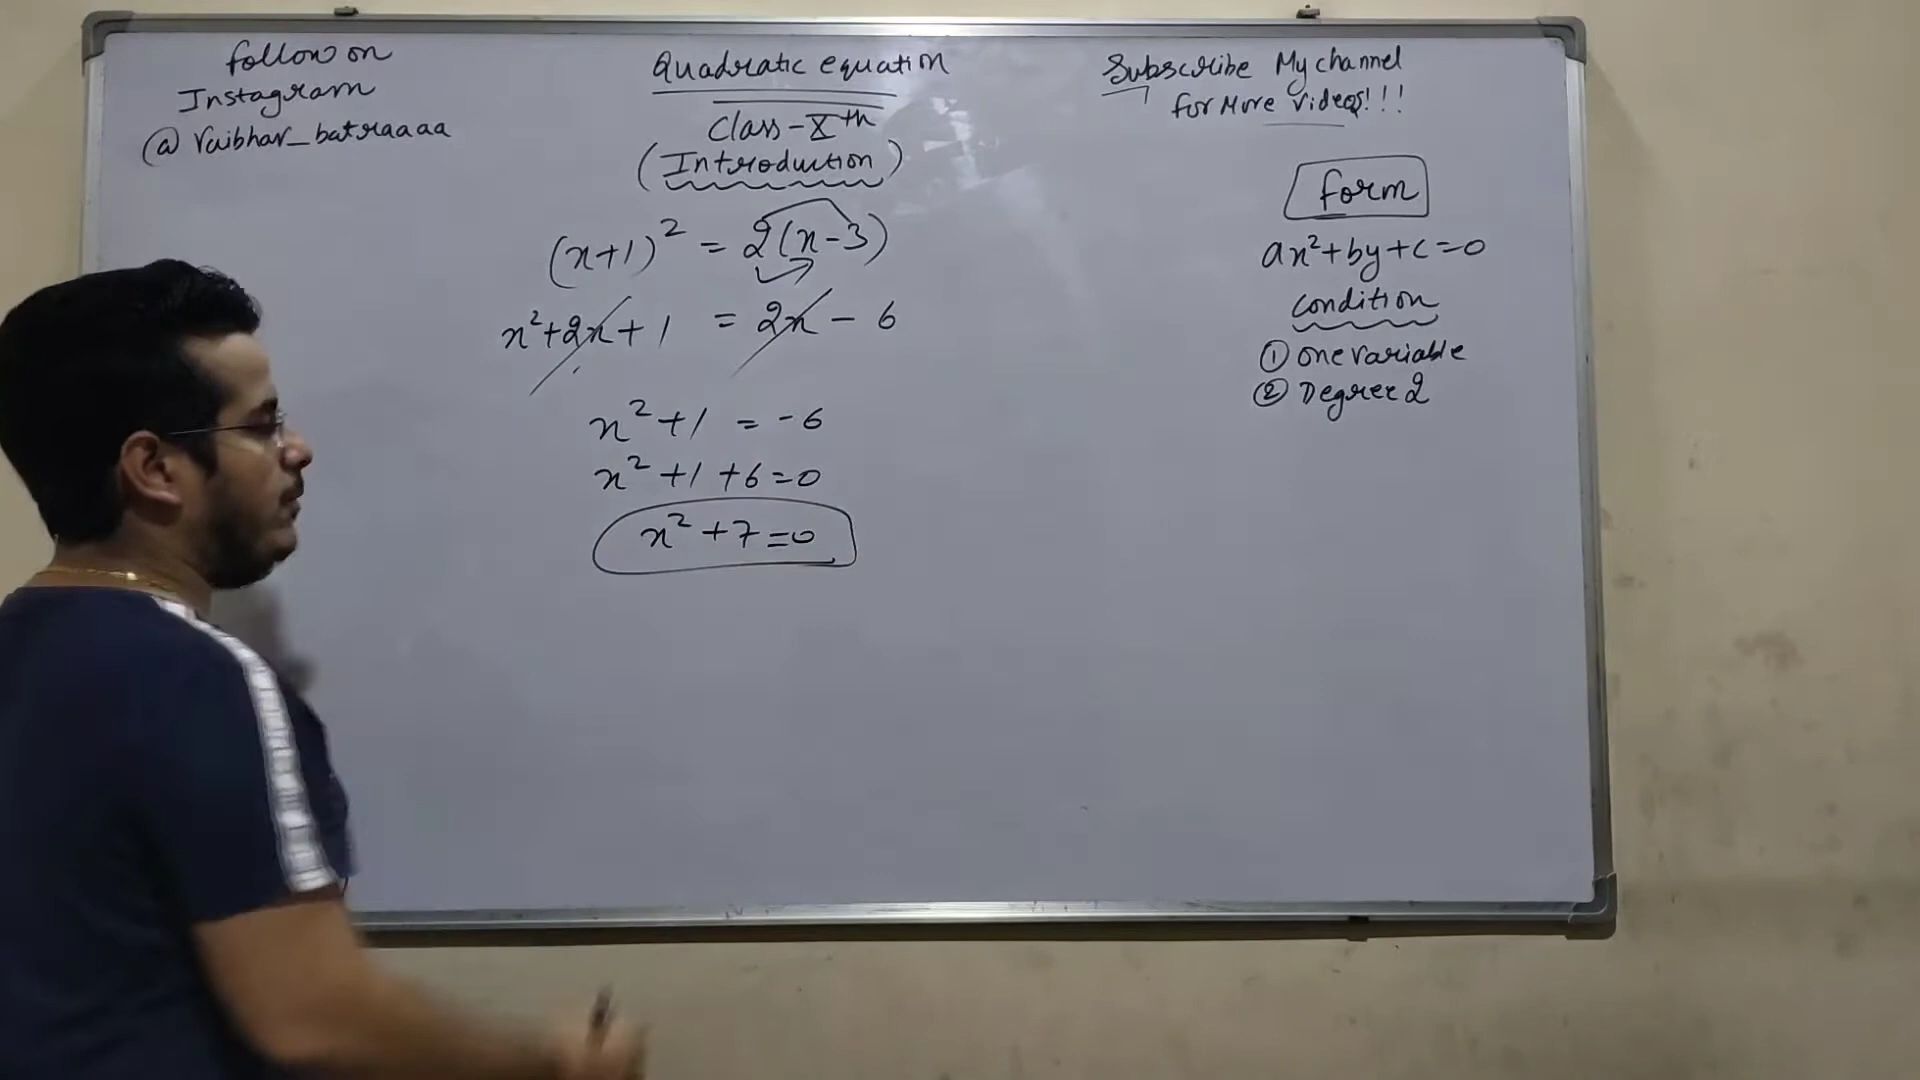 follow on
Instagram
@vaibhav_batraaaa
Quadratic equation
Class-Xth
(Introduction)
Subscribe My channel
for More videos!!!
(x+1)² = 2(x-3)
x²+2x+1 = 2x - 6
x²+1 = -6
x²+1+6=0
x²+7=0
form
ax²+by+c=0
condition
① one variable
② Degree 2